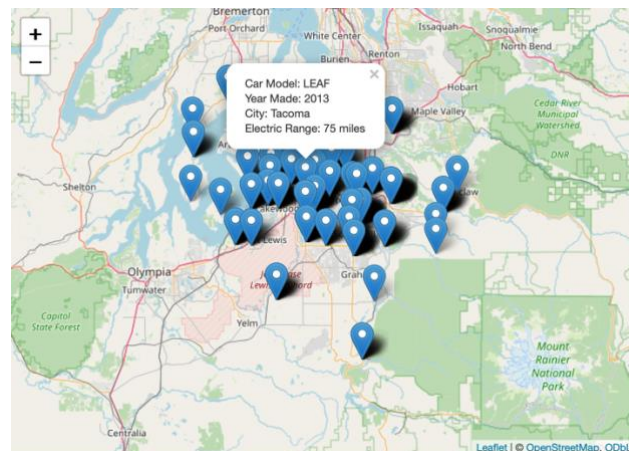 Bremerton
Port Orchard
White Center
Burien
Renton
Issaquah
Snoqualmie
North Bend
+
−
×
Car Model: LEAF
Year Made: 2013
City: Tacoma
Electric Range: 75 miles
Hobart
Maple Valley
Cedar River
Municipal
Watershed
DNR
Shelton
Olympia
Tumwater
Lewis
Yelm
Capitol
State Forest
Mount
Rainier
National
Park
Centralia
Leaflet | © OpenStreetMap, ODbL